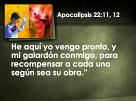 Apocalipsis 22:11, 12
He aquí yo vengo pronto, y
mi galardón conmigo, para
recompensar a cada uno
según sea su obra."